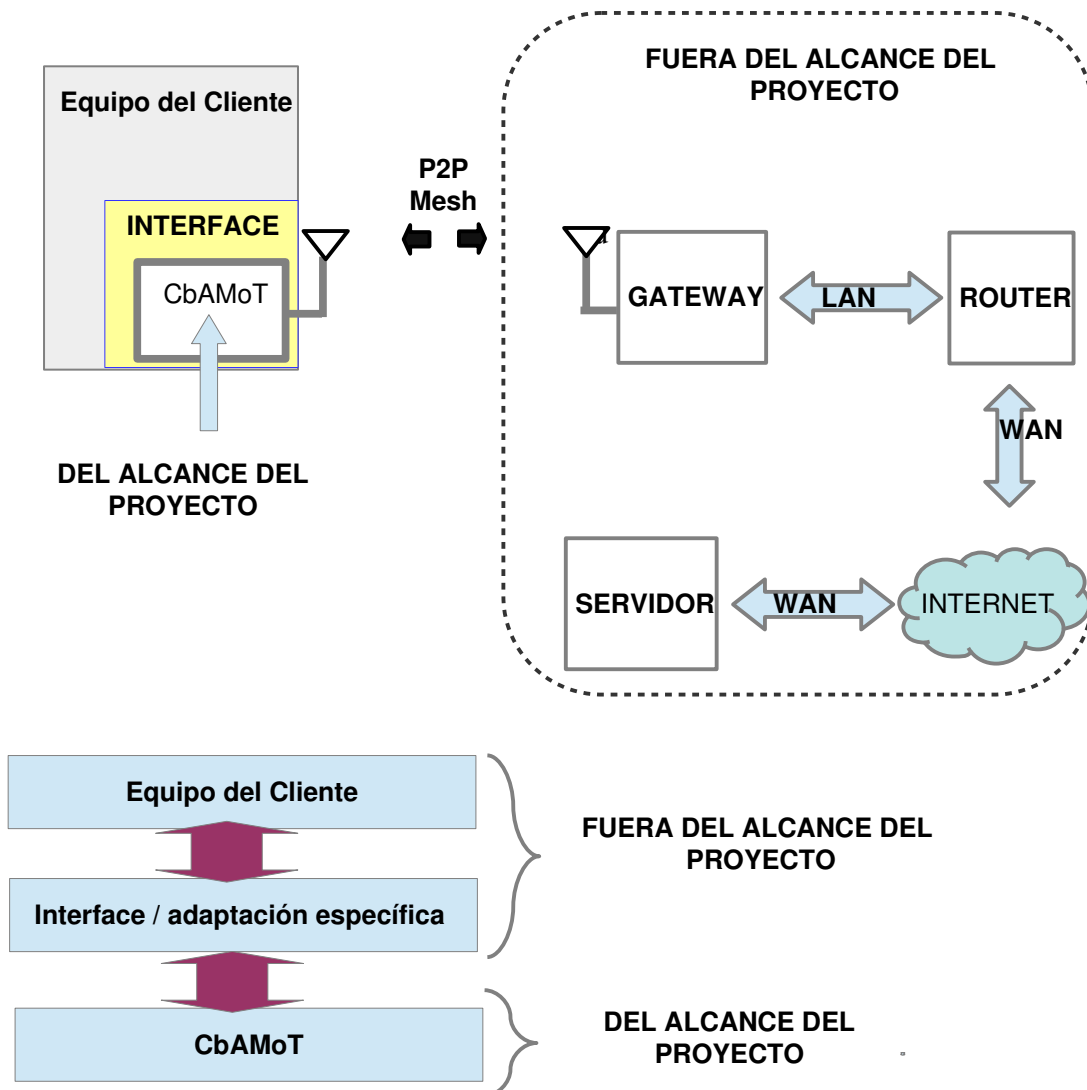 FUERA DEL ALCANCE DEL
PROYECTO
Equipo del Cliente
P2P
Mesh
INTERFACE
CbAMoT
GATEWAY
LAN
ROUTER
WAN
DEL ALCANCE DEL
PROYECTO
SERVIDOR
WAN
INTERNET
Equipo del Cliente
FUERA DEL ALCANCE DEL
PROYECTO
Interface / adaptación específica
CbAMoT
DEL ALCANCE DEL
PROYECTO